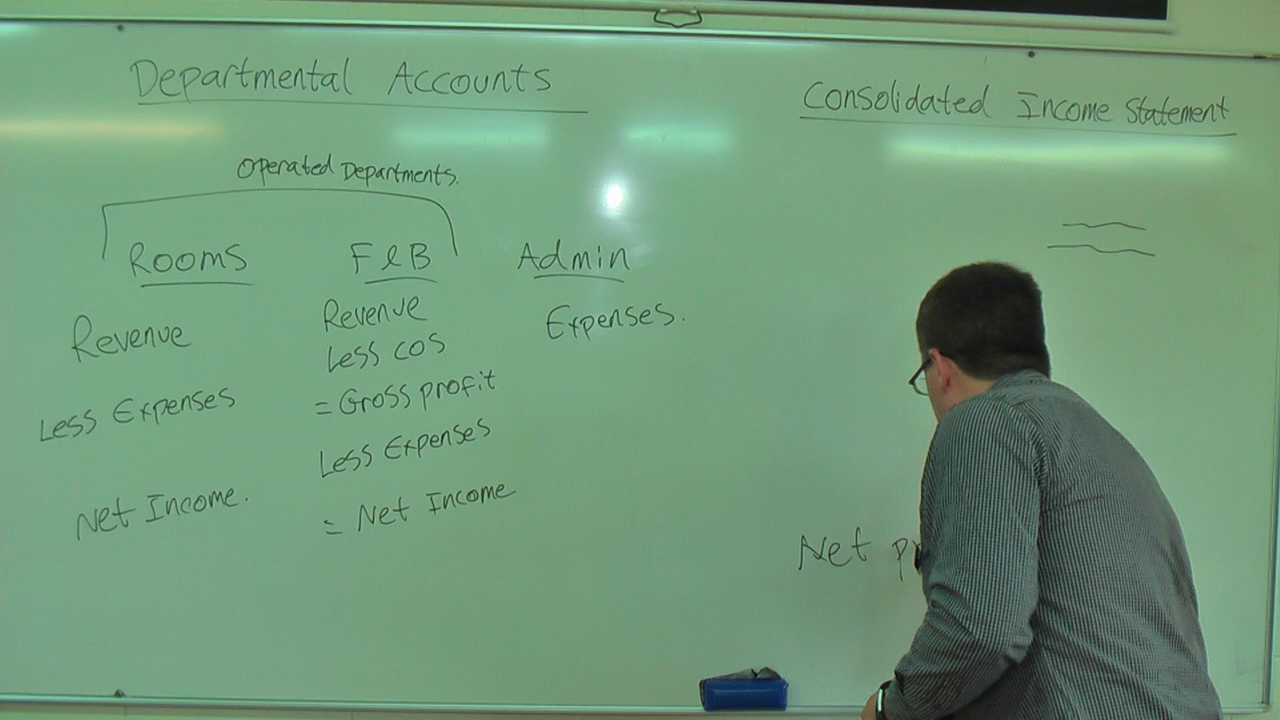 Departmental Accounts
Operated Departments.
Rooms
Revenue
Less Expenses
Net Income.
F&B
Revenue
Less COS
= Gross profit
Less Expenses
= Net Income
Admin
Expenses.
Consolidated Income Statement
Net